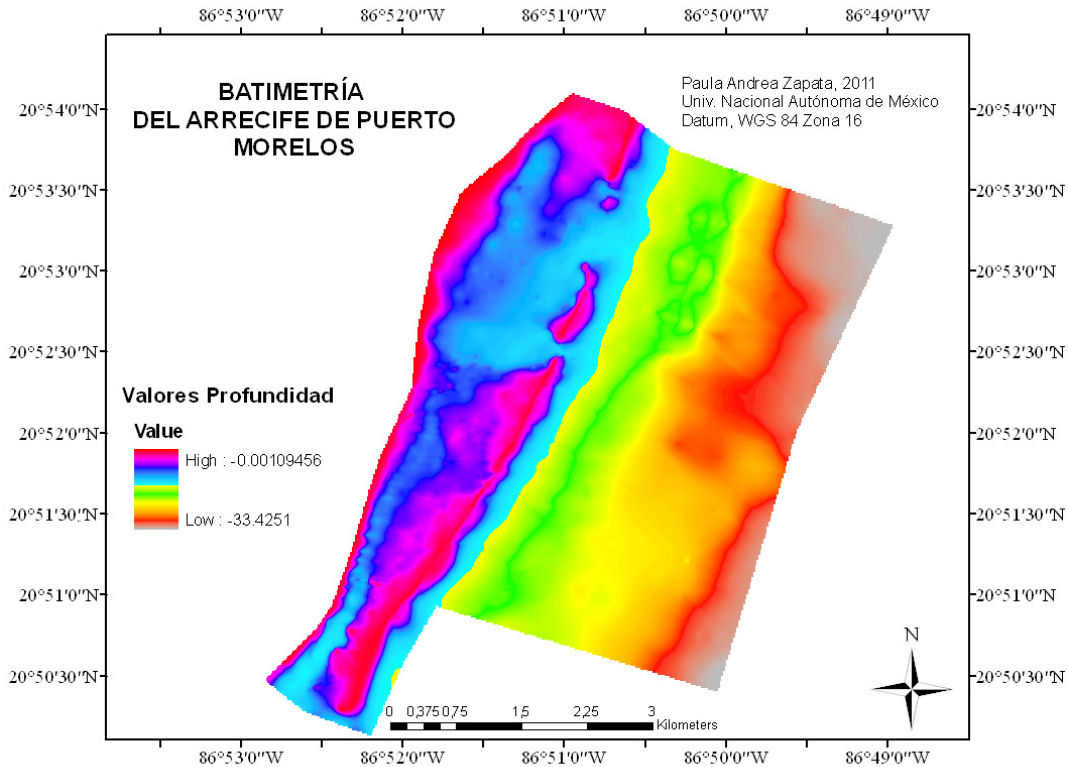 86°53'0"W 86°52'0"W 86°51'0"W 86°50'0"W 86°49'0"W
BATIMETRÍA
DEL ARRECIFE DE PUERTO
MORELOS
Paula Andrea Zapata, 2011
Univ. Nacional Autónoma de México
Datum, WGS 84 Zona 16
20°54'0"N 20°54'0"N
20°53'30"N 20°53'30"N
20°53'0"N 20°53'0"N
20°52'30"N 20°52'30"N
Valores Profundidad
Value
High : -0.00109456
Low : -33.4251
20°52'0"N 20°52'0"N
20°51'30"N 20°51'30"N
20°51'0"N 20°51'0"N
20°50'30"N 20°50'30"N
N
0 0,375 0,75 1,5 2,25 3
Kilometers
86°53'0"W 86°52'0"W 86°51'0"W 86°50'0"W 86°49'0"W